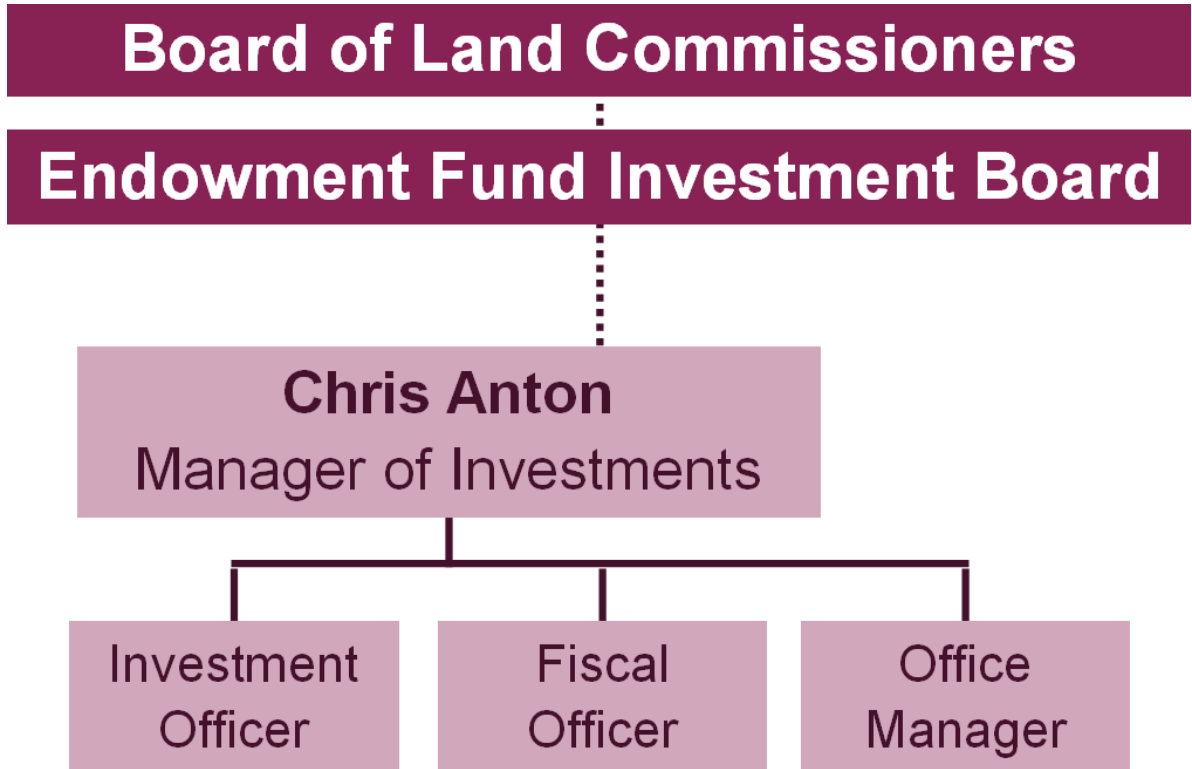 Board of Land Commissioners
Endowment Fund Investment Board
Chris Anton
Manager of Investments
Investment
Officer
Fiscal
Officer
Office
Manager